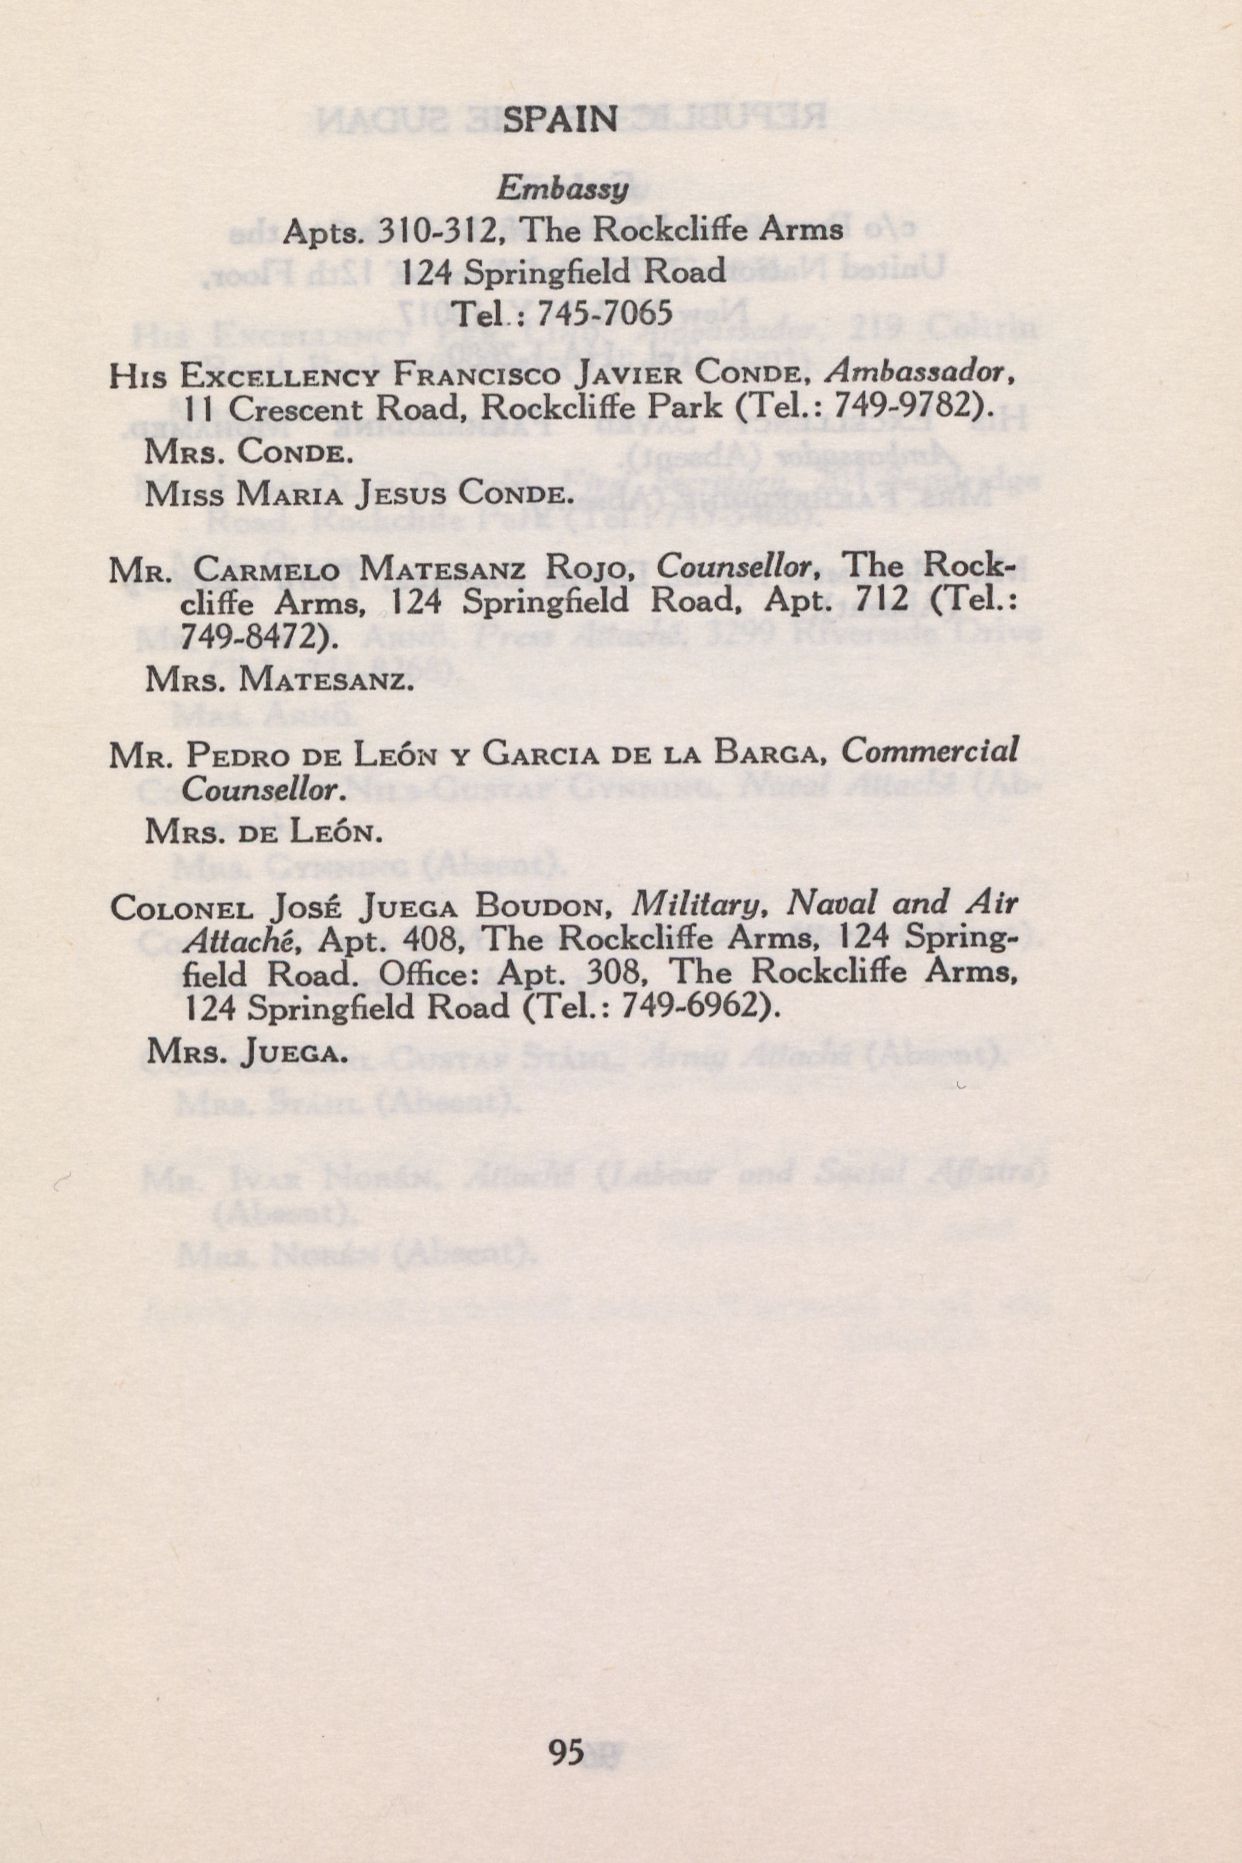 SPAIN
Embassy
Apts. 310-312, The Rockcliffe Arms
124 Springfield Road
Tel.: 745-7065
HIS EXCELLENCY FRANCISCO JAVIER CONDE, Ambassador,
11 Crescent Road, Rockcliffe Park (Tel.: 749-9782).
MRS. CONDE.
MISS MARIA JESUS CONDE.
MR. CARMELO MATESANZ ROJO, Counsellor, The Rock-
cliffe Arms, 124 Springfield Road, Apt. 712 (Tel.:
749-8472).
MRS. MATESANZ.
MR. PEDRO DE LEÓN Y GARCIA DE LA BARGA, Commercial
Counsellor.
MRS. DE LEÓN.
COLONEL JOSÉ JUEGA BOUDON, Military, Naval and Air
Attaché, Apt. 408, The Rockcliffe Arms, 124 Spring-
field Road. Office: Apt. 308, The Rockcliffe Arms,
124 Springfield Road (Tel.: 749-6962).
MRS. JUEGA.
95